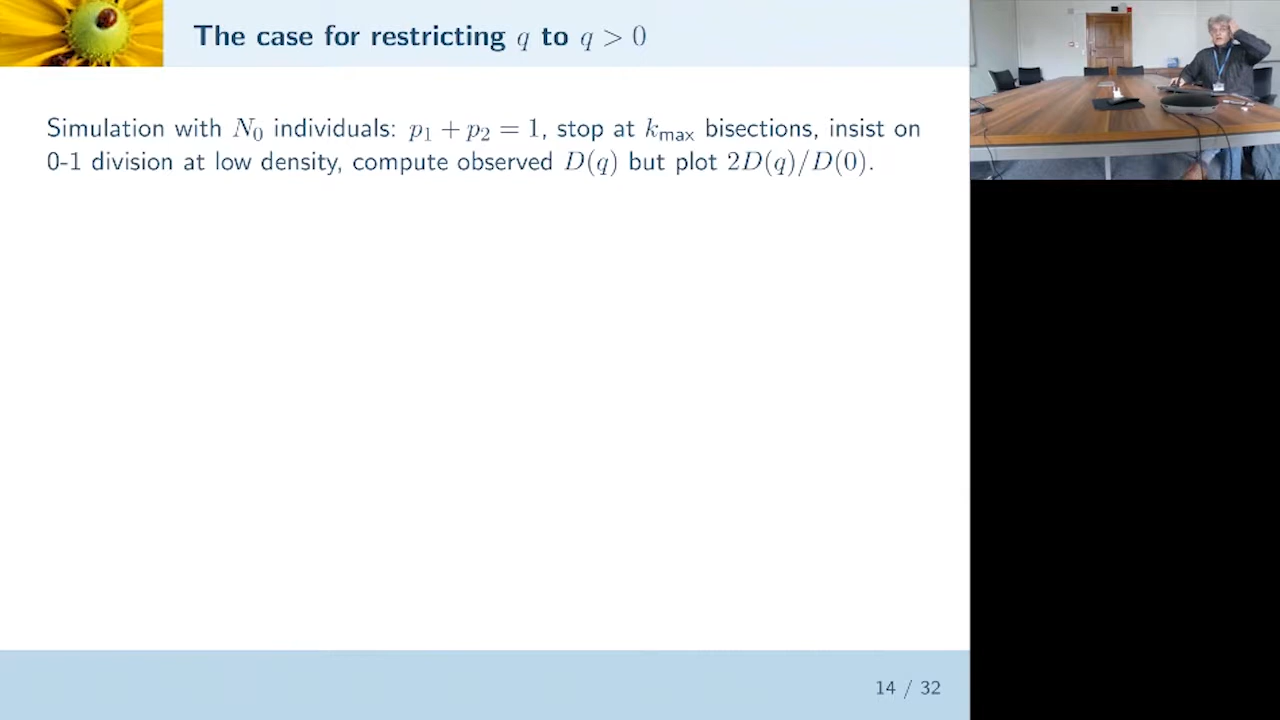 The case for restricting q to q > 0
Simulation with N₀ individuals: p₁ + p₂ = 1, stop at kₘₐₓ bisections, insist on
0-1 division at low density, compute observed D(q) but plot 2D(q)/D(0).
14 / 32